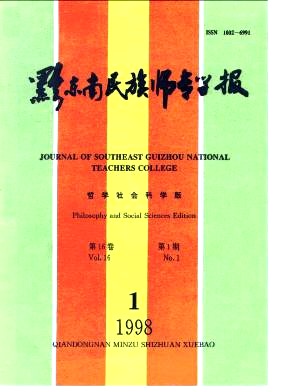 ISSN 1002-6991
黔东南民族师专学报
JOURNAL OF SOUTHEAST GUIZHOU NATIONAL
TEACHERS COLLEGE
哲学社会科学版
Philosophy and Social Sciences Edition
第16卷 第1期
Vol.16 No.1
1
1998
QIANDONGNAN MINZU SHIZHUAN XUEBAO